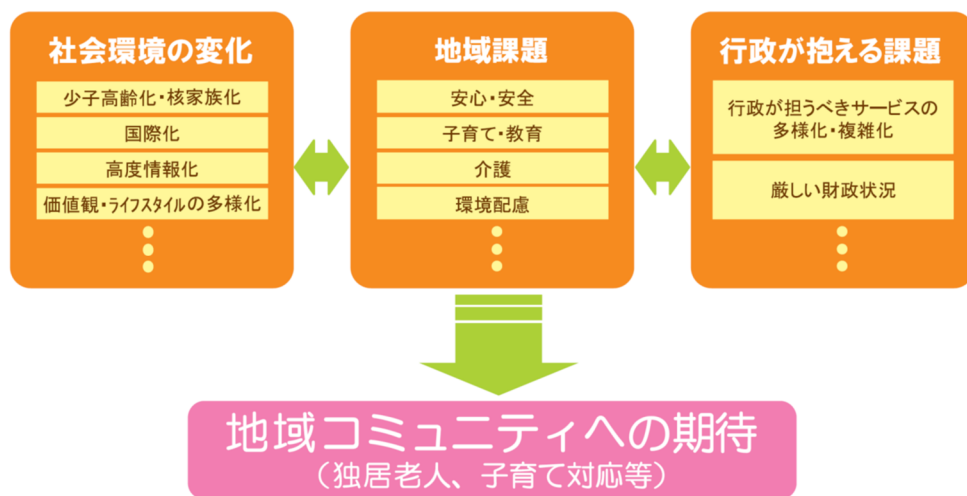 社会環境の変化
少子高齢化・核家族化
国際化
高度情報化
価値観・ライフスタイルの多様化
地域課題
安心・安全
子育て・教育
介護
環境配慮
行政が抱える課題
行政が担うべきサービスの
多様化・複雑化
厳しい財政状況
地域コミュニティへの期待
（独居老人、子育て対応等）